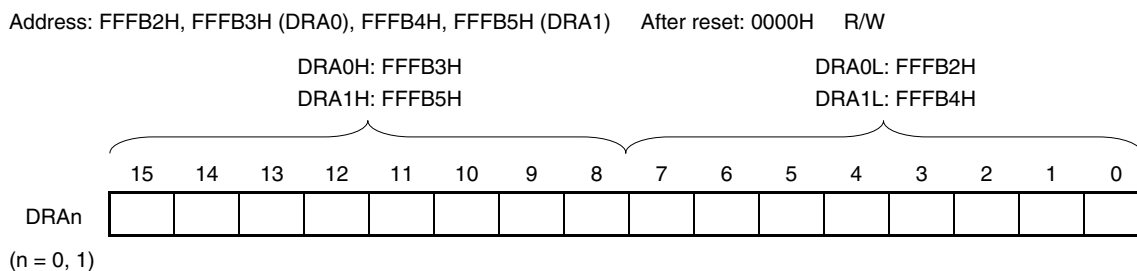 Address: FFFB2H, FFFB3H (DRA0), FFFB4H, FFFB5H (DRA1) After reset: 0000H R/W
DRA0H: FFFB3H DRA0L: FFFB2H
DRA1H: FFFB5H DRA1L: FFFB4H
15 14 13 12 11 10 9 8 7 6 5 4 3 2 1 0
DRAn
(n = 0, 1)